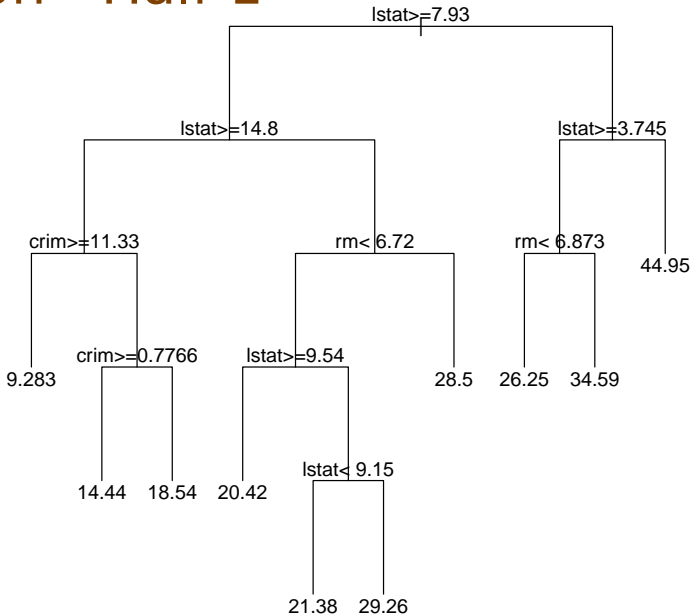 lstat>=7.93
lstat>=14.8
lstat>=3.745
crim>=11.33
rm< 6.72
rm< 6.873
44.95
crim>=0.7766
lstat>=9.54
9.283
28.5
26.25
34.59
lstat< 9.15
14.44
18.54
20.42
21.38
29.26